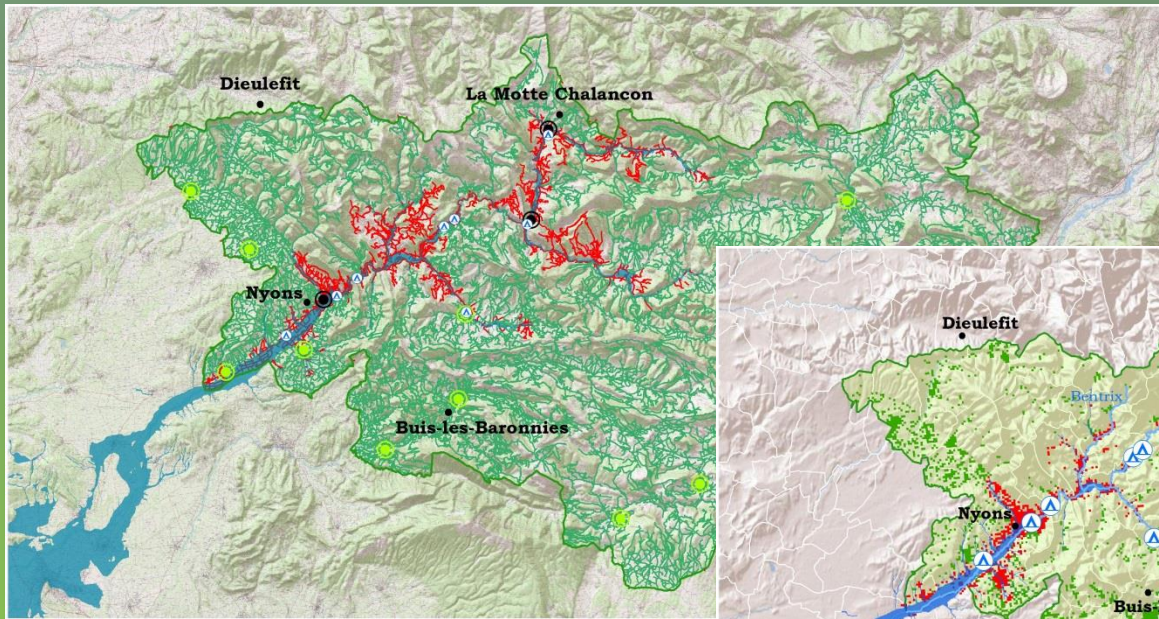 Dieulefit
La Motte Chalancon
Nyons
Buis-les-Baronnies
Dieulefit
Bentrix
Nyons
Buis-